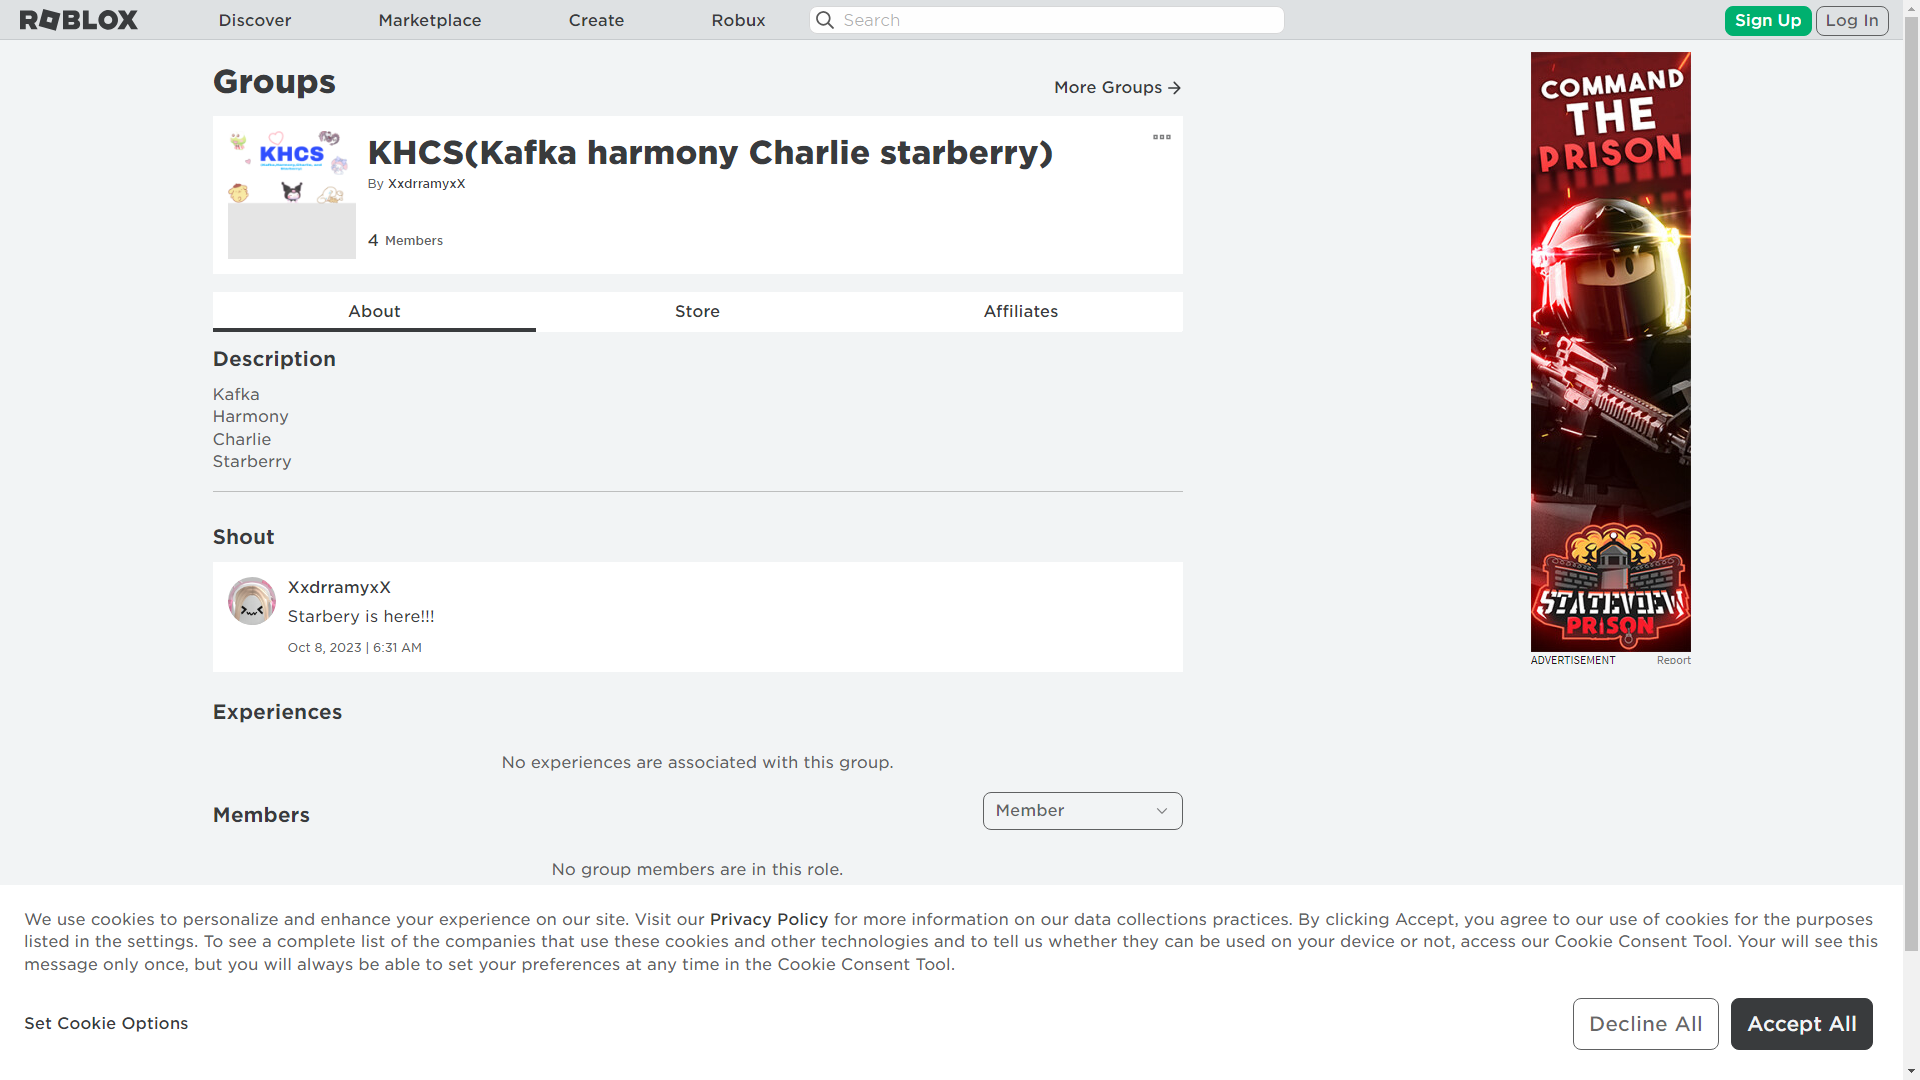 ROBLOX Discover Marketplace Create Robux Search Sign Up Log In
Groups
More Groups
KHCS
KHCS(Kafka harmony Charlie starberry)
By XxdrramyxX
4 Members
About Store Affiliates
Description
Kafka
Harmony
Charlie
Starberry
Shout
XxdrramyxX
Starbery is here!!!
Oct 8, 2023 | 6:31 AM
Experiences
No experiences are associated with this group.
Members
Member
No group members are in this role.
COMMAND
THE
PRISON
STATEVIEW
PRISON
ADVERTISEMENT Report
We use cookies to personalize and enhance your experience on our site. Visit our Privacy Policy for more information on our data collections practices. By clicking Accept, you agree to our use of cookies for the purposes
listed in the settings. To see a complete list of the companies that use these cookies and other technologies and to tell us whether they can be used on your device or not, access our Cookie Consent Tool. Your will see this
message only once, but you will always be able to set your preferences at any time in the Cookie Consent Tool.
Set Cookie Options
Decline All
Accept All